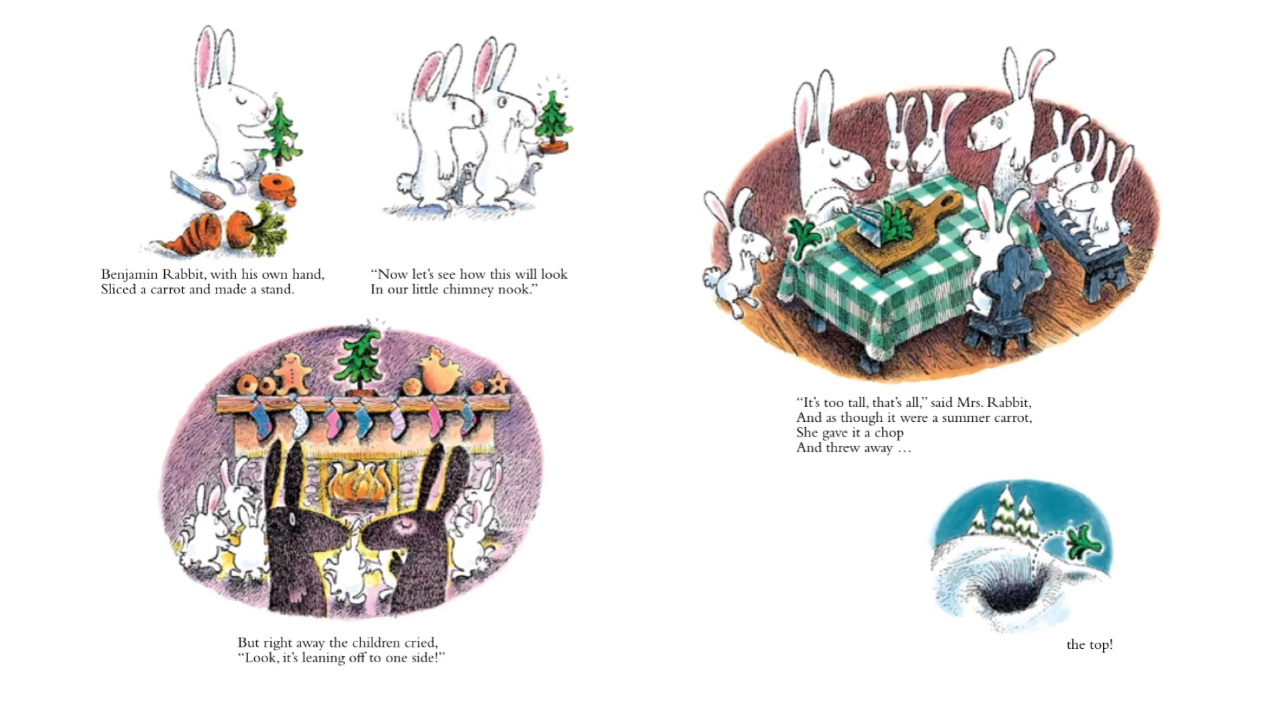 Benjamin Rabbit, with his own hand,
Sliced a carrot and made a stand.
“Now let’s see how this will look
In our little chimney nook.”
But right away the children cried,
“Look, it’s leaning off to one side!”
“It’s too tall, that’s all,” said Mrs. Rabbit,
And as though it were a summer carrot,
She gave it a chop
And threw away …
the top!